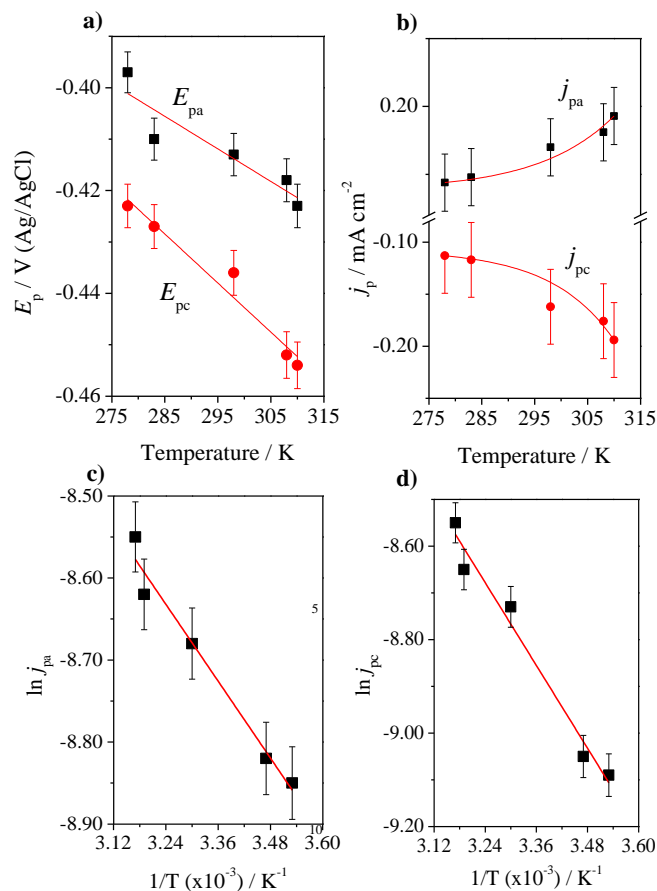 a)
-0.40
-0.42
-0.44
-0.46
E_p / V (Ag/AgCl)
E_pa
E_pc
275 285 295 305 315
Temperature / K
b)
0.20
-0.10
-0.20
j_p / mA cm^-2
j_pa
j_pc
275 285 295 305 315
Temperature / K
c)
-8.50
-8.60
-8.70
-8.80
-8.90
ln j_pa
5
10
3.12 3.24 3.36 3.48 3.60
1/T (x10^-3) / K^-1
d)
-8.60
-8.80
-9.00
-9.20
ln j_pc
3.12 3.24 3.36 3.48 3.60
1/T (x10^-3) / K^-1